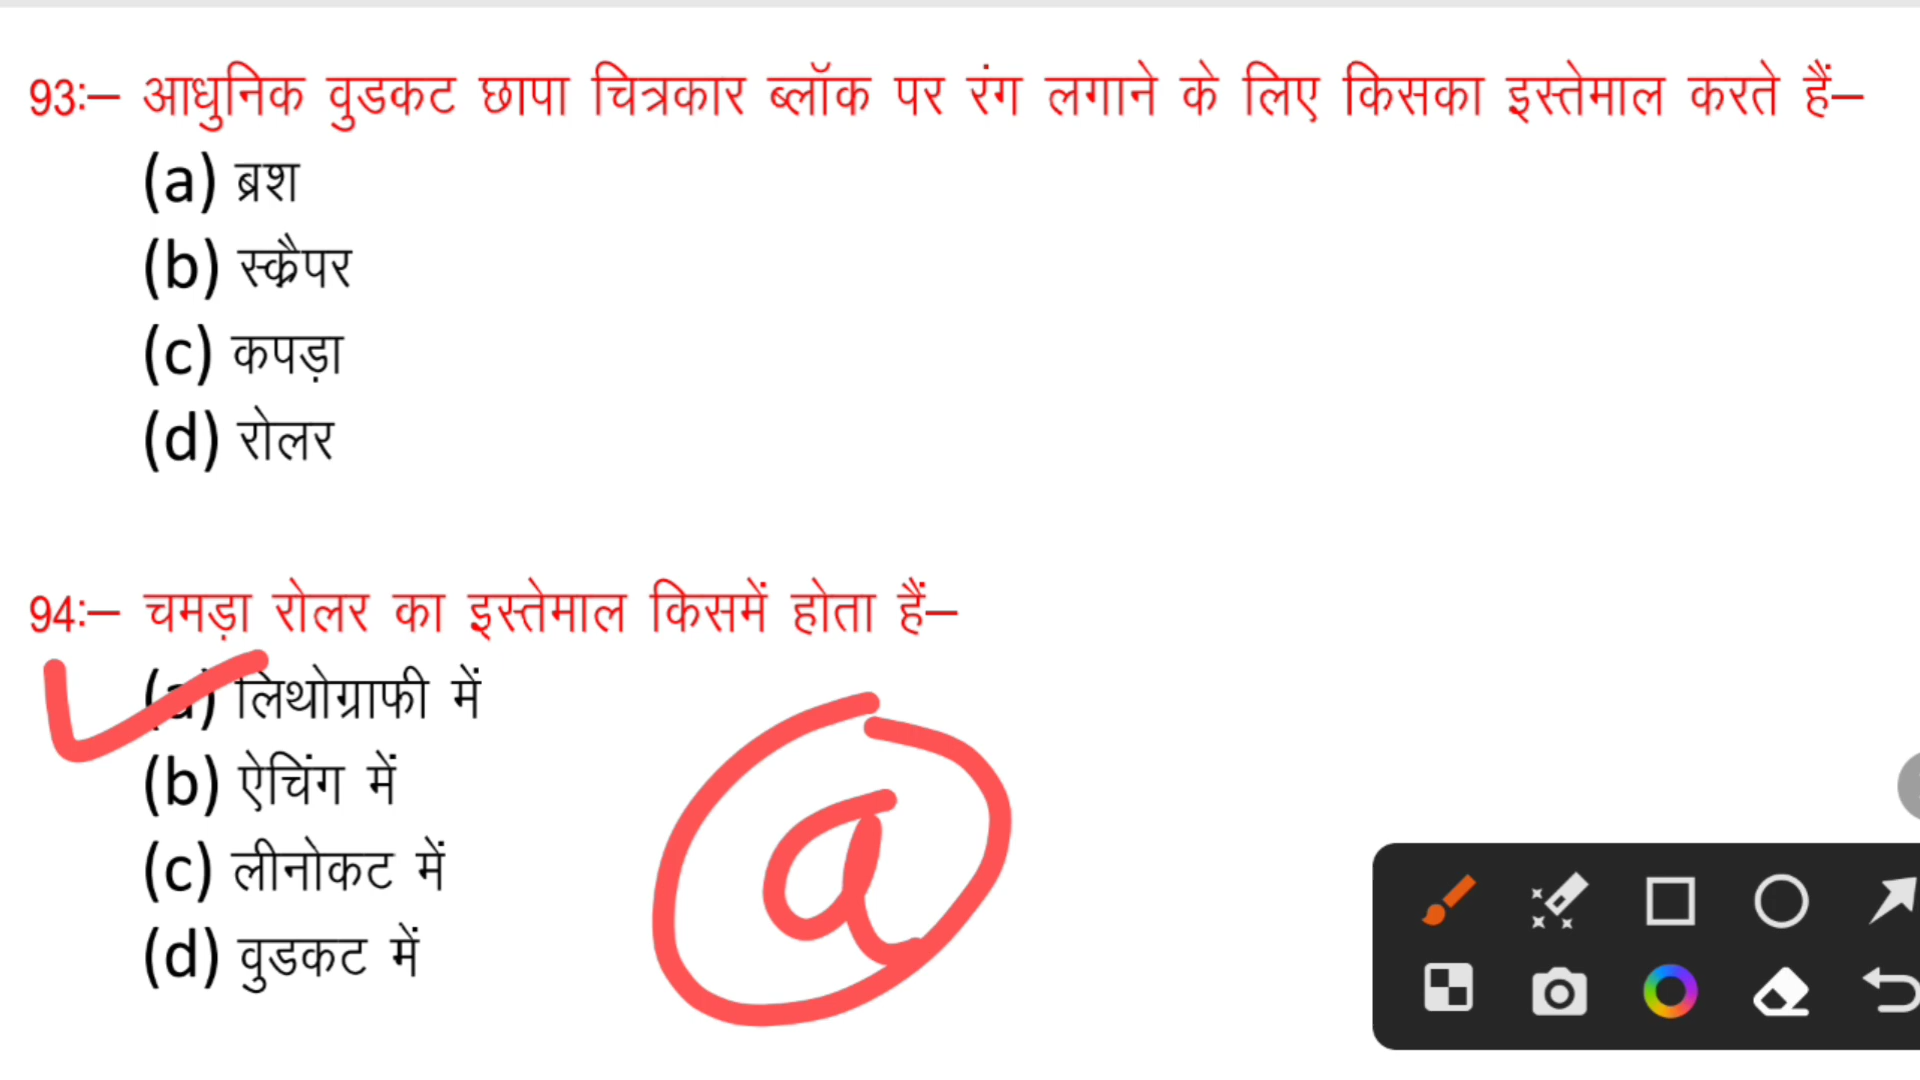 93:– आधुनिक वुडकट छापा चित्रकार ब्लॉक पर रंग लगाने के लिए किसका इस्तेमाल करते हैं–
(a) ब्रश
(b) स्क्रैपर
(c) कपड़ा
(d) रोलर
94:– चमड़ा रोलर का इस्तेमाल किसमें होता हैं–
(a) लिथोग्राफी में
(b) ऐचिंग में
(c) लीनोकट में
(d) वुडकट में
a